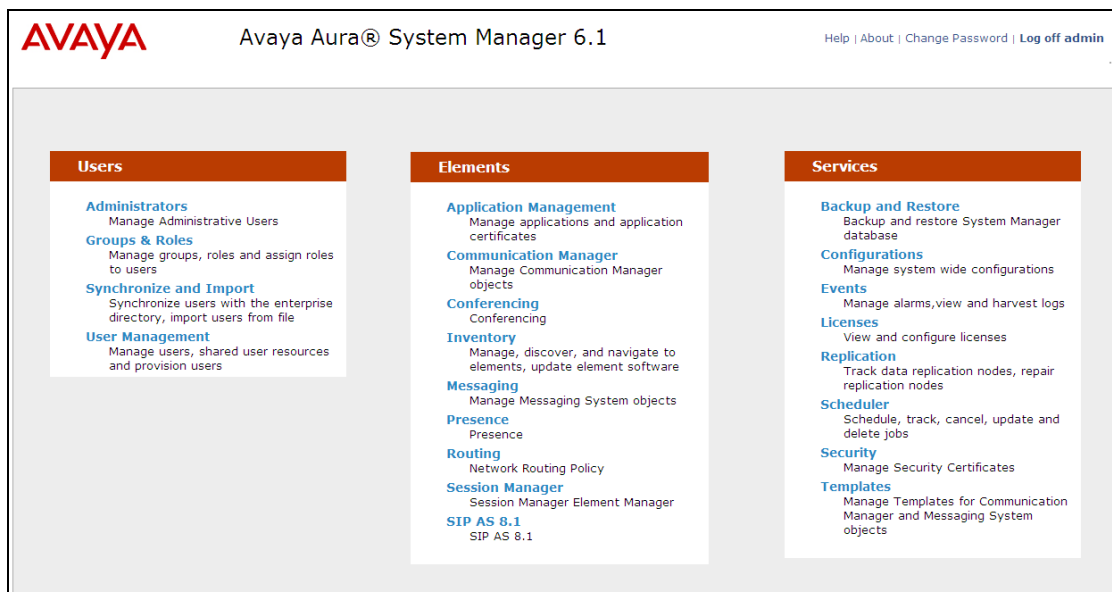 AVAYA
Avaya Aura® System Manager 6.1
Help | About | Change Password | Log off admin
Users
Administrators
Manage Administrative Users
Groups & Roles
Manage groups, roles and assign roles
to users
Synchronize and Import
Synchronize users with the enterprise
directory, import users from file
User Management
Manage users, shared user resources
and provision users
Elements
Application Management
Manage applications and application
certificates
Communication Manager
Manage Communication Manager
objects
Conferencing
Conferencing
Inventory
Manage, discover, and navigate to
elements, update element software
Messaging
Manage Messaging System objects
Presence
Presence
Routing
Network Routing Policy
Session Manager
Session Manager Element Manager
SIP AS 8.1
SIP AS 8.1
Services
Backup and Restore
Backup and restore System Manager
database
Configurations
Manage system wide configurations
Events
Manage alarms,view and harvest logs
Licenses
View and configure licenses
Replication
Track data replication nodes, repair
replication nodes
Scheduler
Schedule, track, cancel, update and
delete jobs
Security
Manage Security Certificates
Templates
Manage Templates for Communication
Manager and Messaging System
objects